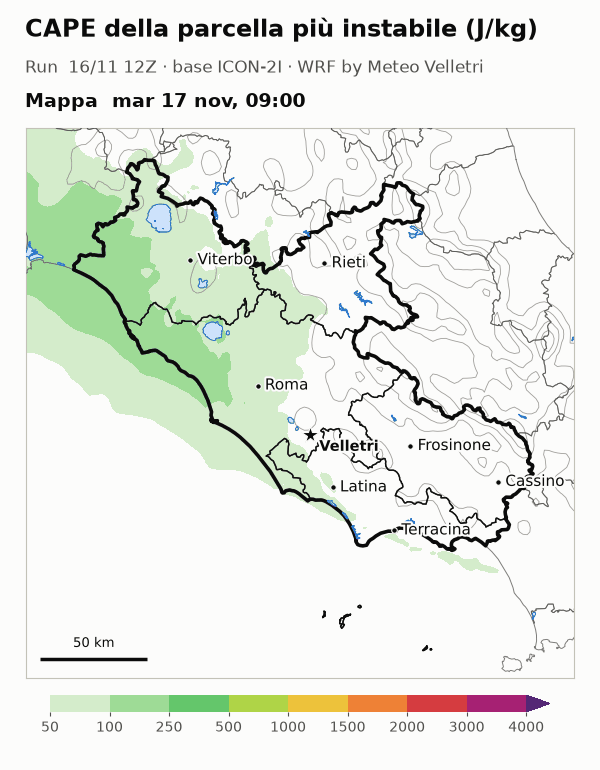 CAPE della parcella più instabile (J/kg)
Run 16/11 12Z · base ICON-2I · WRF by Meteo Velletri
Mappa mar 17 nov, 09:00
Viterbo
Rieti
Roma
Velletri
Frosinone
Cassino
Latina
Terracina
50 km
50 100 250 500 1000 1500 2000 3000 4000